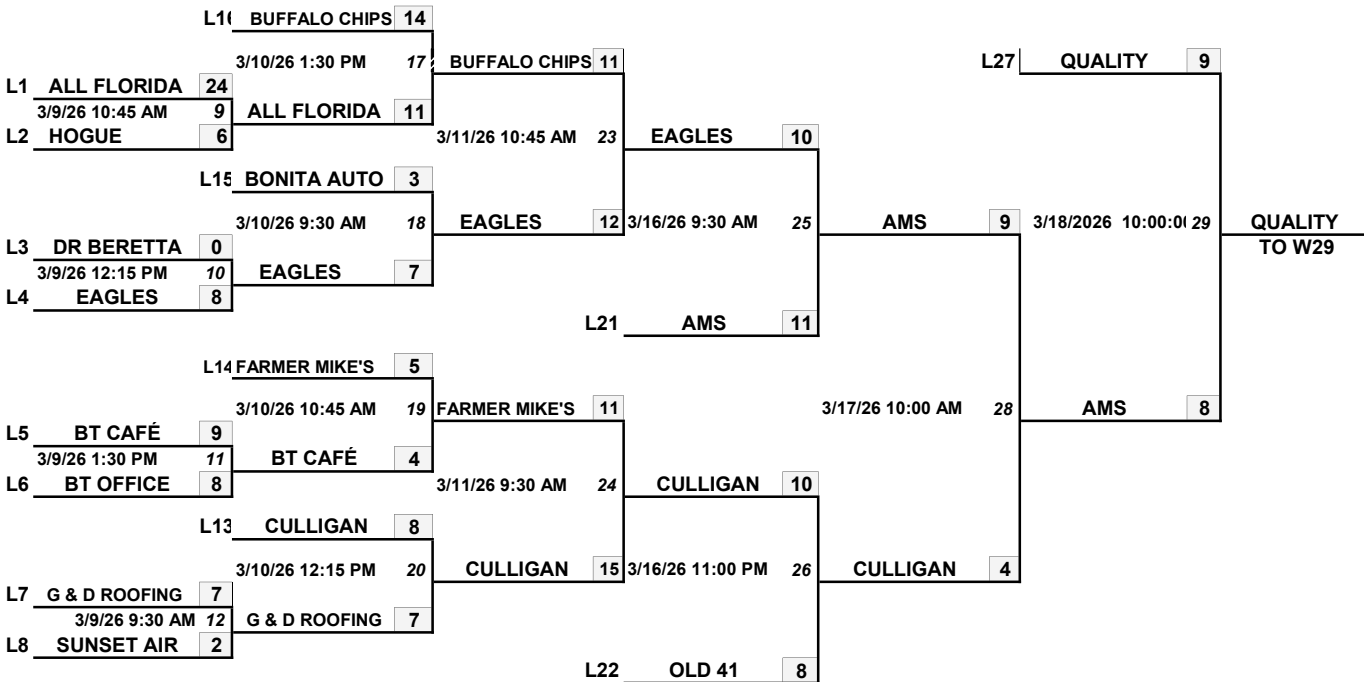 L16 BUFFALO CHIPS 14
3/10/26 1:30 PM 17 BUFFALO CHIPS 11 L27 QUALITY 9
L1 ALL FLORIDA 24
3/9/26 10:45 AM 9 ALL FLORIDA 11
L2 HOGUE 6 3/11/26 10:45 AM 23 EAGLES 10
L15 BONITA AUTO 3
3/10/26 9:30 AM 18 EAGLES 12 3/16/26 9:30 AM 25 AMS 9 3/18/2026 10:00:00 29 QUALITY
L3 DR BERETTA 0 TO W29
3/9/26 12:15 PM 10 EAGLES 7
L4 EAGLES 8
L21 AMS 11
L14 FARMER MIKE'S 5
3/10/26 10:45 AM 19 FARMER MIKE'S 11 3/17/26 10:00 AM 28 AMS 8
L5 BT CAFÉ 9
3/9/26 1:30 PM 11 BT CAFÉ 4
L6 BT OFFICE 8 3/11/26 9:30 AM 24 CULLIGAN 10
L13 CULLIGAN 8
3/10/26 12:15 PM 20 CULLIGAN 15 3/16/26 11:00 PM 26 CULLIGAN 4
L7 G & D ROOFING 7
3/9/26 9:30 AM 12 G & D ROOFING 7
L8 SUNSET AIR 2
L22 OLD 41 8